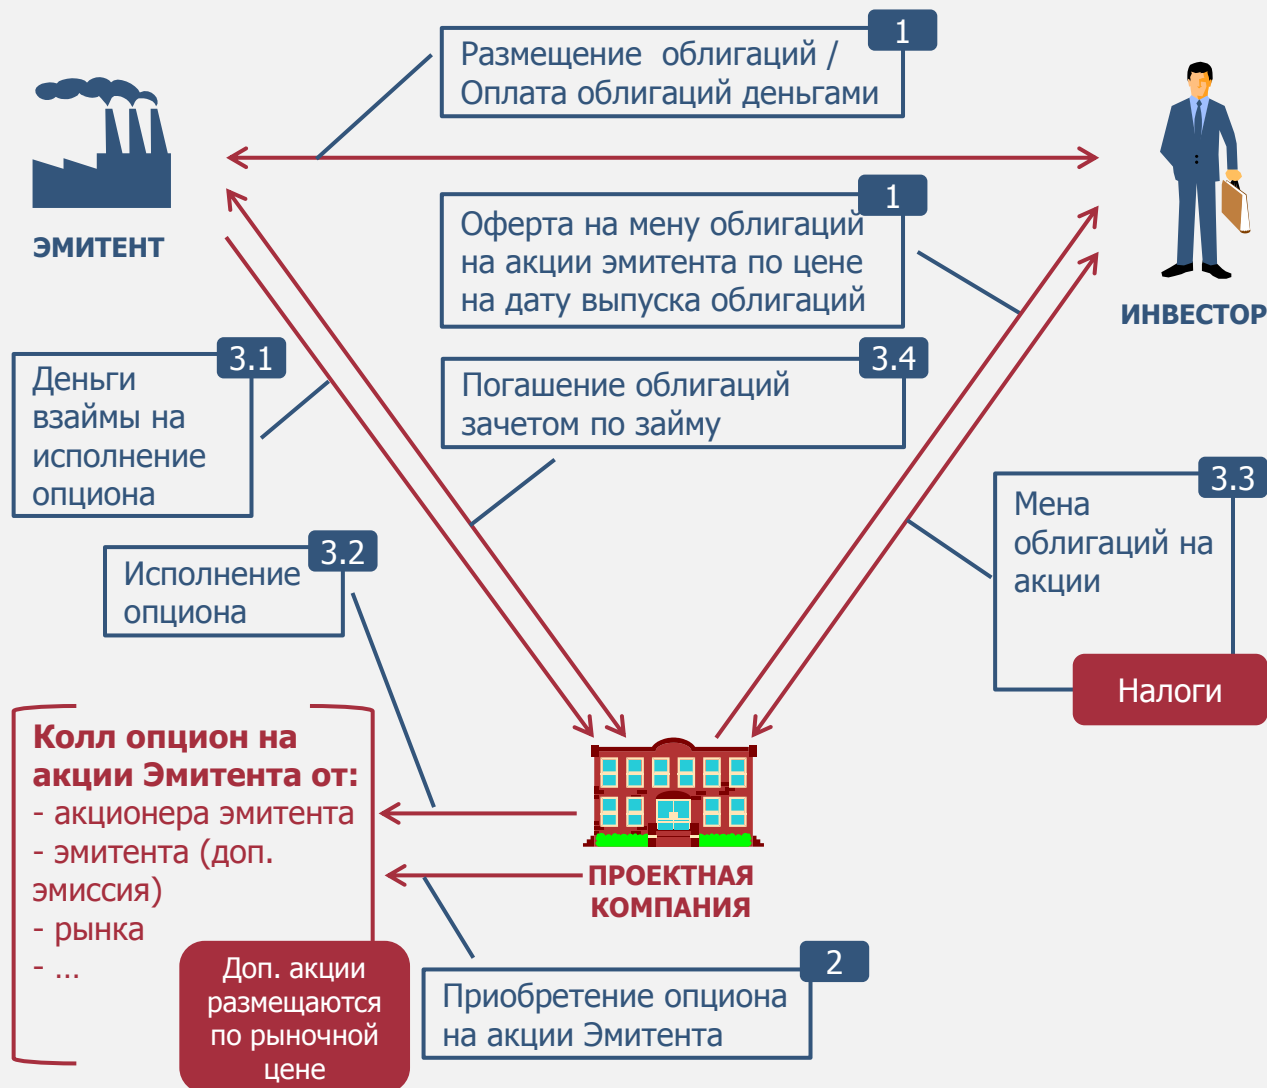 1
Размещение облигаций /
Оплата облигаций деньгами
ЭМИТЕНТ
1
Оферта на мену облигаций
на акции эмитента по цене
на дату выпуска облигаций
ИНВЕСТОР
3.1
Деньги
взаймы на
исполнение
опциона
3.4
Погашение облигаций
зачетом по займу
3.3
Мена
облигаций на
акции
Налоги
3.2
Исполнение
опциона
Колл опцион на
акции Эмитента от:
- акционера эмитента
- эмитента (доп.
эмиссия)
- рынка
- ...
Доп. акции
размещаются
по рыночной
цене
ПРОЕКТНАЯ
КОМПАНИЯ
2
Приобретение опциона
на акции Эмитента